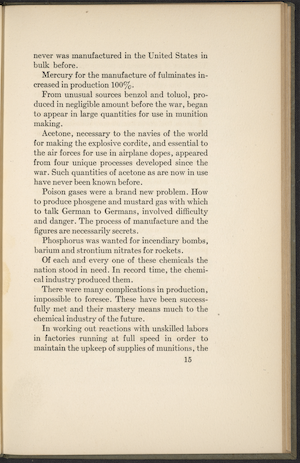 never was manufactured in the United States in
bulk before.
Mercury for the manufacture of fulminates in-
creased in production 100%.
From unusual sources benzol and toluol, pro-
duced in negligible amount before the war, began
to appear in large quantities for use in munition
making.
Acetone, necessary to the navies of the world
for making the explosive cordite, and essential to
the air forces for use in airplane dopes, appeared
from four unique processes developed since the
war. Such quantities of acetone as are now in use
have never been known before.
Poison gases were a brand new problem. How
to produce phosgene and mustard gas with which
to talk German to Germans, involved difficulty
and danger. The process of manufacture and the
figures are necessarily secrets.
Phosphorus was wanted for incendiary bombs,
barium and strontium nitrates for rockets.
Of each and every one of these chemicals the
nation stood in need. In record time, the chemi-
cal industry produced them.
There were many complications in production,
impossible to foresee. These have been success-
fully met and their mastery means much to the
chemical industry of the future.
In working out reactions with unskilled labors
in factories running at full speed in order to
maintain the upkeep of supplies of munitions, the
15